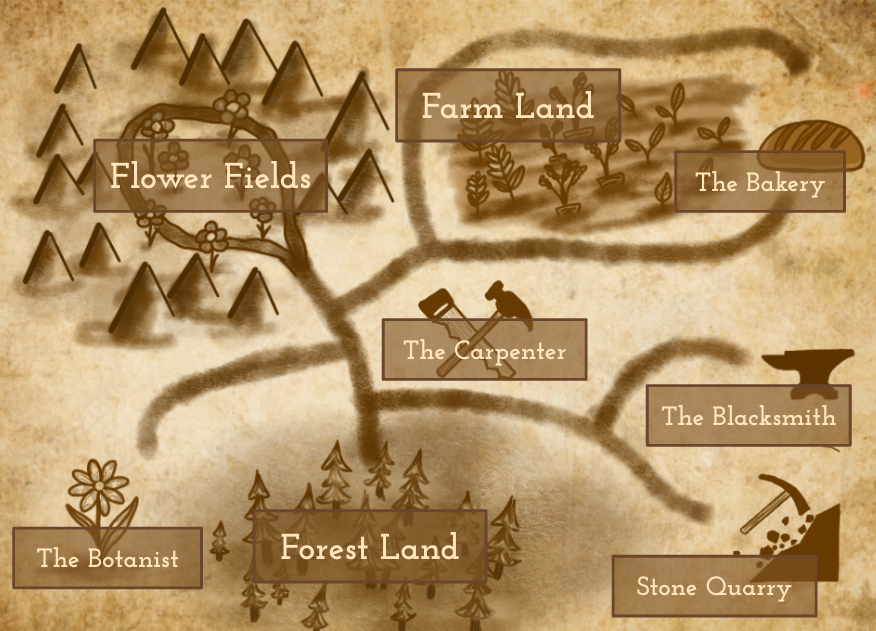 Farm Land
Flower Fields
The Bakery
The Carpenter
The Blacksmith
The Botanist
Forest Land
Stone Quarry